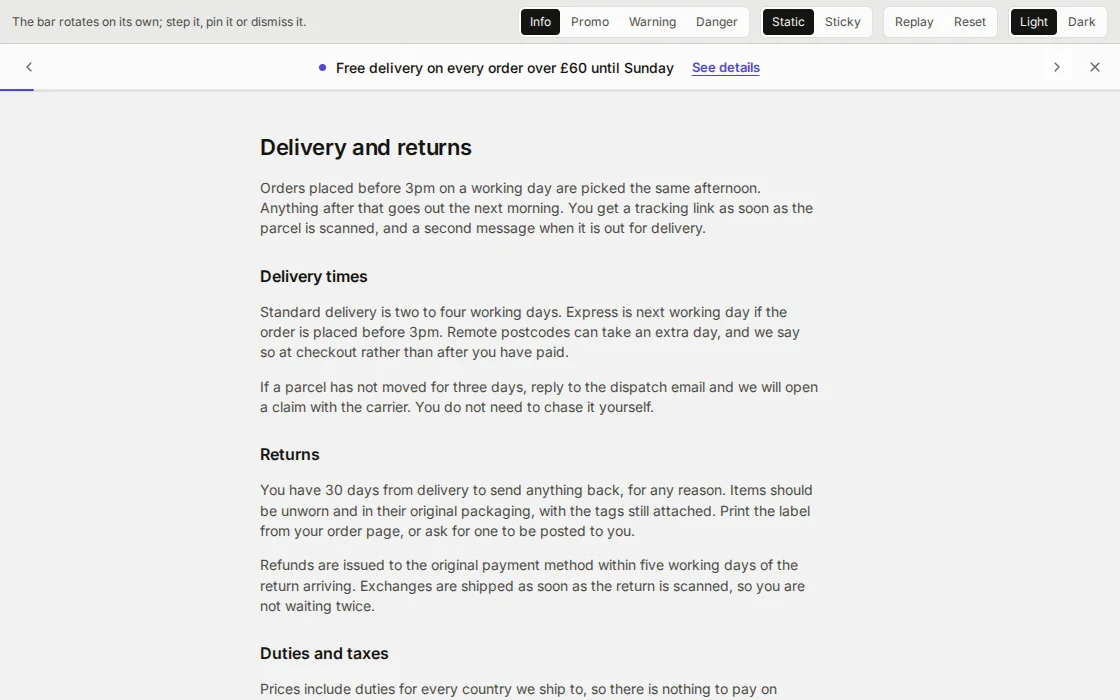 The bar rotates on its own; step it, pin it or dismiss it.
Info Promo Warning Danger Static Sticky Replay Reset Light Dark
Free delivery on every order over £60 until Sunday See details
Delivery and returns
Orders placed before 3pm on a working day are picked the same afternoon.
Anything after that goes out the next morning. You get a tracking link as soon as the
parcel is scanned, and a second message when it is out for delivery.
Delivery times
Standard delivery is two to four working days. Express is next working day if the
order is placed before 3pm. Remote postcodes can take an extra day, and we say
so at checkout rather than after you have paid.
If a parcel has not moved for three days, reply to the dispatch email and we will open
a claim with the carrier. You do not need to chase it yourself.
Returns
You have 30 days from delivery to send anything back, for any reason. Items should
be unworn and in their original packaging, with the tags still attached. Print the label
from your order page, or ask for one to be posted to you.
Refunds are issued to the original payment method within five working days of the
return arriving. Exchanges are shipped as soon as the return is scanned, so you are
not waiting twice.
Duties and taxes
Prices include duties for every country we ship to, so there is nothing to pay on